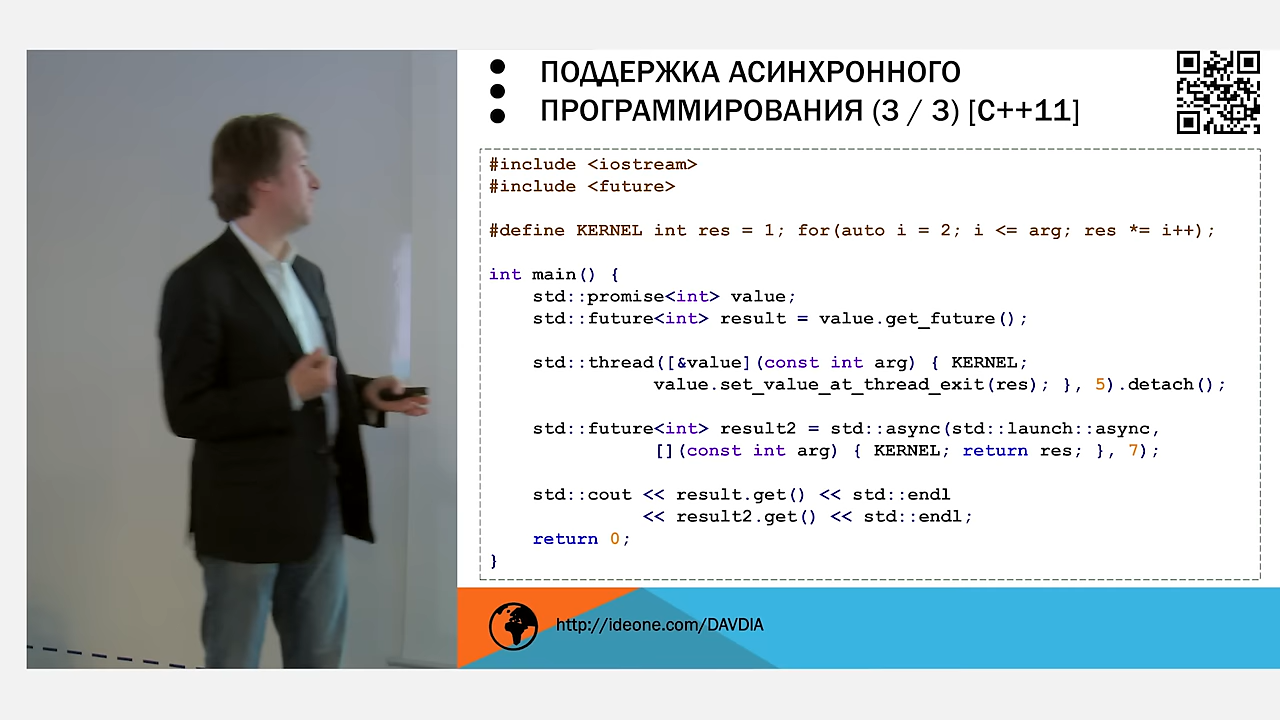 ПОДДЕРЖКА АСИНХРОННОГО
ПРОГРАММИРОВАНИЯ (3 / 3) [C++11]
#include <iostream>
#include <future>
#define KERNEL int res = 1; for(auto i = 2; i <= arg; res *= i++);
int main() {
    std::promise<int> value;
    std::future<int> result = value.get_future();
    std::thread([&value](const int arg) { KERNEL;
               value.set_value_at_thread_exit(res); }, 5).detach();
    std::future<int> result2 = std::async(std::launch::async,
               [](const int arg) { KERNEL; return res; }, 7);
    std::cout << result.get() << std::endl
              << result2.get() << std::endl;
    return 0;
}
http://ideone.com/DAVDIA